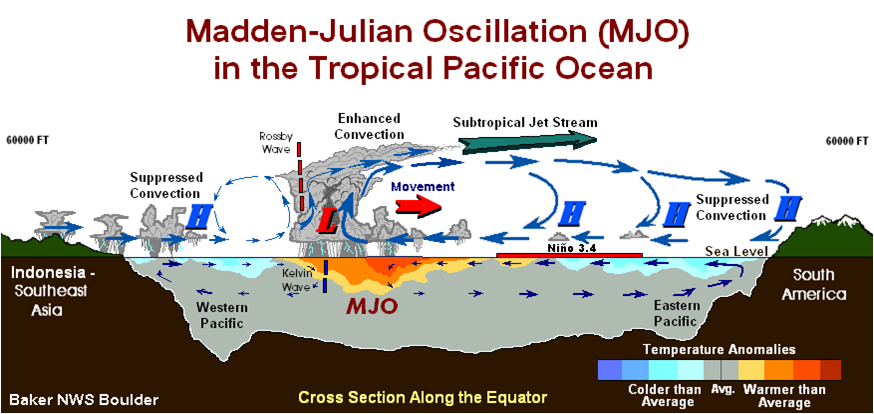 Madden-Julian Oscillation (MJO)
in the Tropical Pacific Ocean
60000 FT
Rossby
Wave
Enhanced
Convection
Subtropical Jet Stream
60000 FT
Suppressed
Convection
Movement
Suppressed
Convection
H
L
H
H
H
Niño 3.4
Sea Level
Indonesia -
Southeast
Asia
Western
Pacific
Kelvin
Wave
MJO
Eastern
Pacific
South
America
Temperature Anomalies
Colder than
Average
Avg.
Warmer than
Average
Baker NWS Boulder
Cross Section Along the Equator